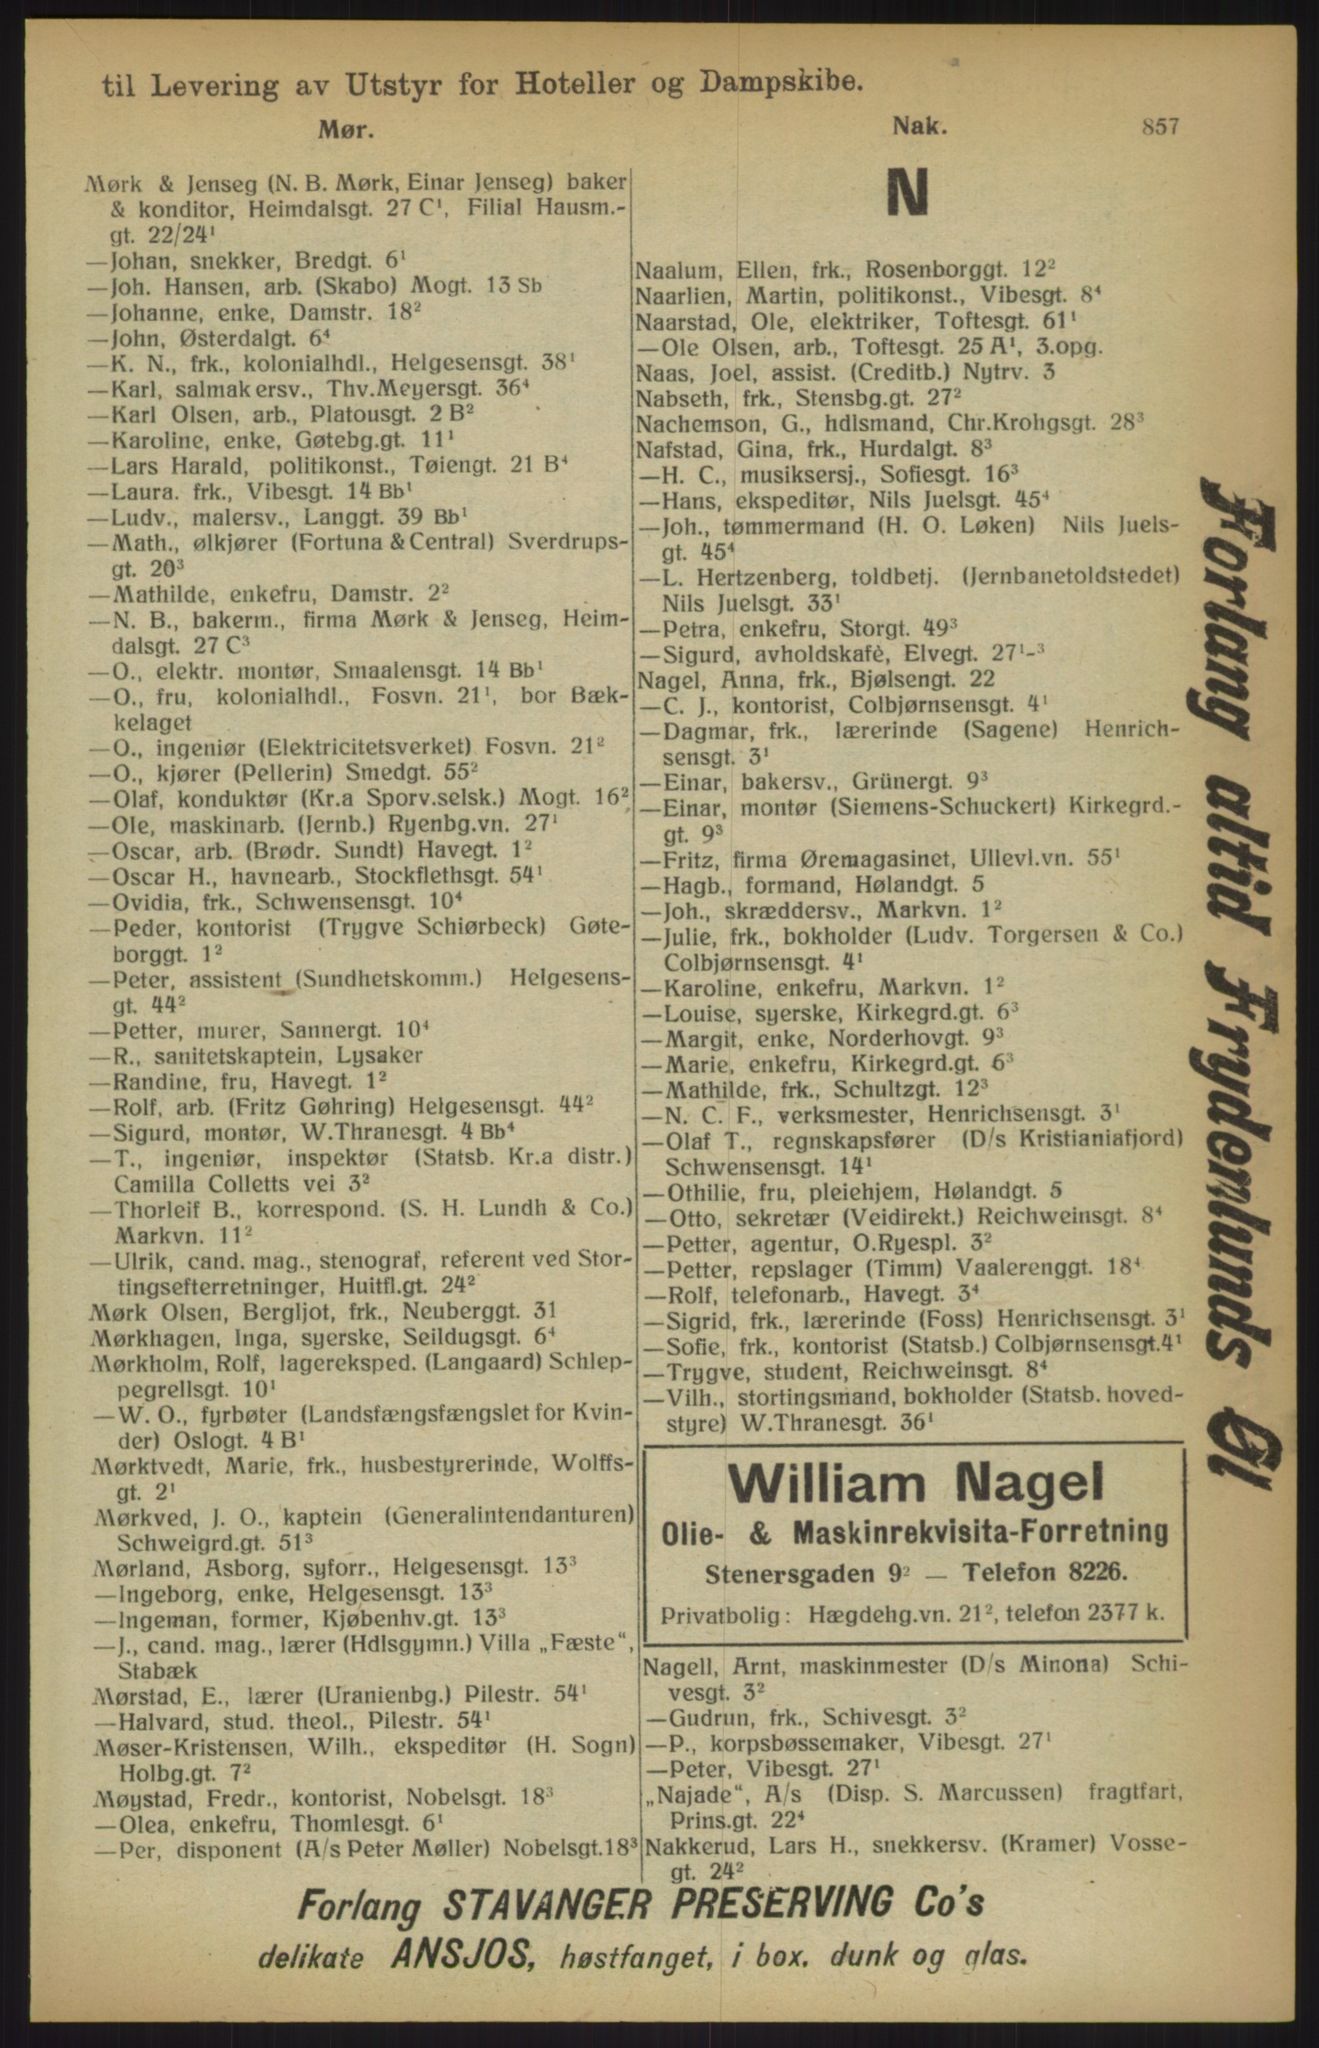 til Levering av Utstyr for Hoteller og Dampskibe.
Mør.
Nak.
857
Mørk & Jenseg (N. B. Mørk, Einar Jenseg) baker
& konditor, Heimdalsgt. 27 C¹, Filial Hausm.-
gt. 22/24¹
—Johan, snekker, Bredgt. 6¹
—Joh. Hansen, arb. (Skabo) Mogt. 13 Sb
—Johanne, enke, Damstr. 18²
—John, Østerdalgt. 6⁴
—K. N., frk., kolonialhdl., Helgesensgt. 38¹
—Karl, salmakersv., Thv.Meyersgt. 36⁴
—Karl Olsen, arb., Platousgt. 2 B²
—Karoline, enke, Gøtebg.gt. 11¹
—Lars Harald, politikonst., Tøiengt. 21 B⁴
—Laura. frk., Vibesgt. 14 Bb¹
—Ludv., malersv., Langgt. 39 Bb¹
—Math., ølkjører (Fortuna & Central) Sverdrups-
gt. 20³
—Mathilde, enkefru, Damstr. 2²
—N. B., bakerm., firma Mørk & Jenseg, Heim-
dalsgt. 27 C³
—O., elektr. montør, Smaalensgt. 14 Bb¹
—O., fru, kolonialhdl., Fosvn. 21¹, bor Bæk-
kelaget
—O., ingeniør (Elektricitetsverket) Fosvn. 21²
—O., kjører (Pellerin) Smedgt. 55²
—Olaf, konduktør (Kr.a Sporv.selsk.) Mogt. 16²
—Ole, maskinarb. (Jernb.) Ryenbg.vn. 27¹
—Oscar, arb. (Brødr. Sundt) Havegt. 1²
—Oscar H., havnearb., Stockflethsgt. 54¹
—Ovidia, frk., Schwensensgt. 10⁴
—Peder, kontorist (Trygve Schiørbeck) Gøte-
borggt. 1²
—Peter, assistent (Sundhetskomm.) Helgesens-
gt. 44²
—Petter, murer, Sannergt. 10⁴
—R., sanitetskaptein, Lysaker
—Randine, fru, Havegt. 1²
—Rolf, arb. (Fritz Gøhring) Helgesensgt. 44²
—Sigurd, montør, W.Thranesgt. 4 Bb⁴
—T., ingeniør, inspektør (Statsb. Kr.a distr.)
Camilla Colletts vei 3²
—Thorleif B., korrespond. (S. H. Lundh & Co.)
Markvn. 11²
—Ulrik, cand. mag., stenograf, referent ved Stor-
tingsefterretninger, Huitfl.gt. 24²
Mørk Olsen, Bergljot, frk., Neuberggt. 31
Mørkhagen, Inga, syerske, Seildugsgt. 6⁴
Mørkholm, Rolf, lagereksped. (Langaard) Schlep-
pegrellsgt. 10¹
—W. O., fyrbøter (Landsfængsfængslet for Kvin-
der) Oslogt. 4 B¹
Mørktvedt, Marie, frk., husbestyrerinde, Wolffs-
gt. 2¹
Mørkved, J. O., kaptein (Generalintendanturen)
Schweigrd.gt. 51³
Mørland, Asborg, syforr., Helgesensgt. 13³
—Ingeborg, enke, Helgesensgt. 13³
—Ingeman, former, Kjøbenhv.gt. 13³
—J., cand. mag., lærer (Hdlsgymn.) Villa „Fæste“,
Stabæk
Mørstad, E., lærer (Uranienbg.) Pilestr. 54¹
—Halvard, stud. theol., Pilestr. 54¹
Møser-Kristensen, Wilh., ekspeditør (H. Sogn)
Holbg.gt. 7²
Møystad, Fredr., kontorist, Nobelsgt. 18³
—Olea, enkefru, Thomlesgt. 6¹
—Per, disponent (A/s Peter Møller) Nobelsgt.18³
N
Naalum, Ellen, frk., Rosenborggt. 12²
Naarlien, Martin, politikonst., Vibesgt. 8⁴
Naarstad, Ole, elektriker, Toftesgt. 61¹
—Ole Olsen, arb., Toftesgt. 25 A¹, 3.opg.
Naas, Joel, assist. (Creditb.) Nytrv. 3
Nabseth, frk., Stensbg.gt. 27²
Nachemson, G., hdlsmand, Chr.Krohgsgt. 28³
Nafstad, Gina, frk., Hurdalgt. 8³
—H. C., musiksersj., Sofiesgt. 16³
—Hans, ekspeditør, Nils Juelsgt. 45⁴
—Joh., tømmermand (H. O. Løken) Nils Juels-
gt. 45⁴
—L. Hertzenberg, toldbetj. (Jernbanetoldstedet)
Nils Juelsgt. 33¹
—Petra, enkefru, Storgt. 49³
—Sigurd, avholdskafè, Elvegt. 27¹-³
Nagel, Anna, frk., Bjølsengt. 22
—C. J., kontorist, Colbjørnsensgt. 4¹
—Dagmar, frk., lærerinde (Sagene) Henrich-
sensgt. 3¹
—Einar, bakersv., Grünergt. 9³
—Einar, montør (Siemens-Schuckert) Kirkegrd.-
gt. 9³
—Fritz, firma Øremagasinet, Ullevl.vn. 55¹
—Hagb., formand, Hølandgt. 5
—Joh., skræddersv., Markvn. 1²
—Julie, frk., bokholder (Ludv. Torgersen & Co.)
Colbjørnsensgt. 4¹
—Karoline, enkefru, Markvn. 1²
—Louise, syerske, Kirkegrd.gt. 6³
—Margit, enke, Norderhovgt. 9³
—Marie, enkefru, Kirkegrd.gt. 6³
—Mathilde, frk., Schultzgt. 12³
—N. C. F., verksmester, Henrichsensgt. 3¹
—Olaf T., regnskapsfører (D/s Kristianiafjord)
Schwensensgt. 14¹
—Othilie, fru, pleiehjem, Hølandgt. 5
—Otto, sekretær (Veidirekt.) Reichweinsgt. 8⁴
—Petter, agentur, O.Ryespl. 3²
—Petter, repslager (Timm) Vaalerenggt. 18⁴
—Rolf, telefonarb., Havegt. 3⁴
—Sigrid, frk., lærerinde (Foss) Henrichsensgt. 3¹
—Sofie, frk., kontorist (Statsb.) Colbjørnsensgt.4¹
—Trygve, student, Reichweinsgt. 8⁴
—Vilh., stortingsmand, bokholder (Statsb. hoved-
styre) W.Thranesgt. 36¹
William Nagel
Olie- & Maskinrekvisita-Forretning
Stenersgaden 9² — Telefon 8226.
Privatbolig: Hægdehg.vn. 21², telefon 2377 k.
Nagell, Arnt, maskinmester (D/s Minona) Schi-
vesgt. 3²
—Gudrun, frk., Schivesgt. 3²
—P., korpsbøssemaker, Vibesgt. 27¹
—Peter, Vibesgt. 27¹
„Najade“, A/s (Disp. S. Marcussen) fragtfart,
Prins.gt. 22⁴
Nakkerud, Lars H., snekkersv. (Kramer) Vosse-
gt. 24²
Forlang altid Frydenlunds Øl
Forlang STAVANGER PRESERVING Co's
delikate ANSJOS, høstfanget, i box, dunk og glas.